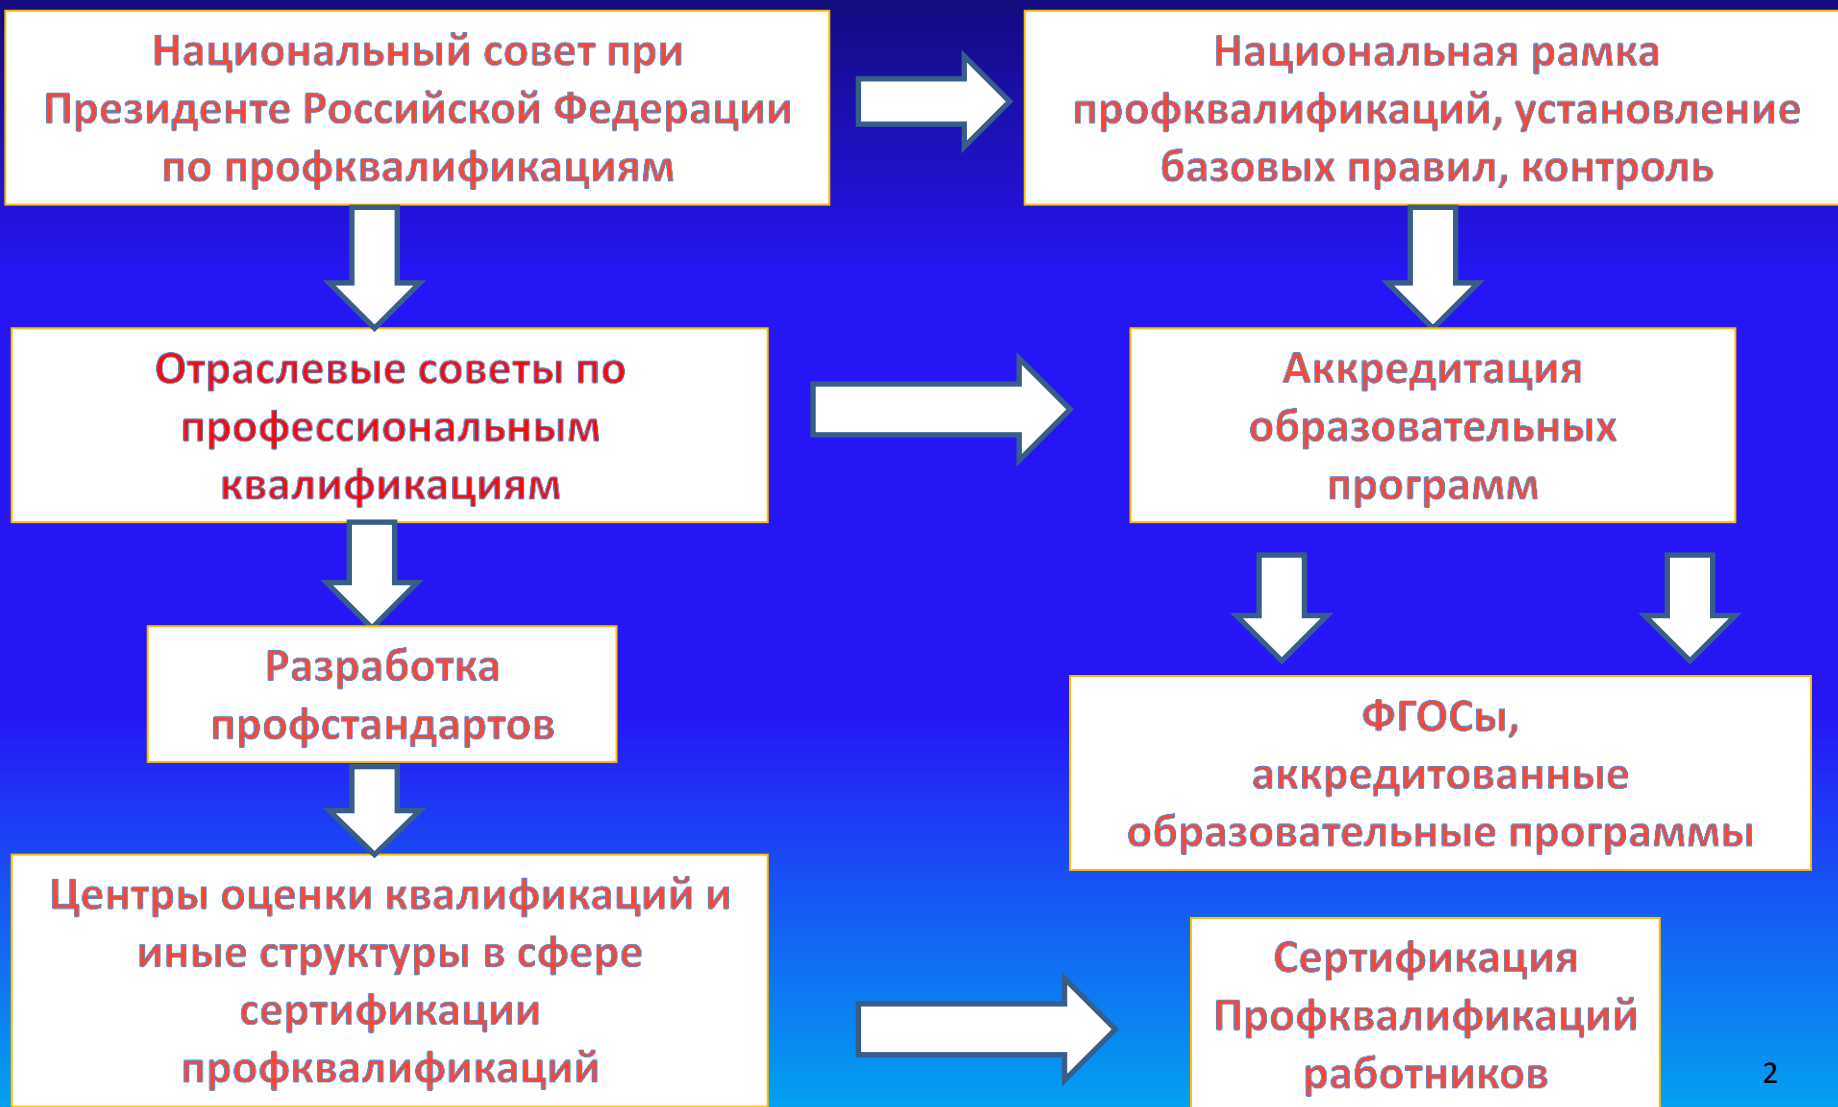 Национальный совет при
Президенте Российской Федерации
по профквалификациям
Национальная рамка
профквалификаций, установление
базовых правил, контроль
Отраслевые советы по
профессиональным
квалификациям
Аккредитация
образовательных
программ
Разработка
профстандартов
ФГОСы,
аккредитованные
образовательные программы
Центры оценки квалификаций и
иные структуры в сфере
сертификации
профквалификаций
Сертификация
Профквалификаций
работников
2